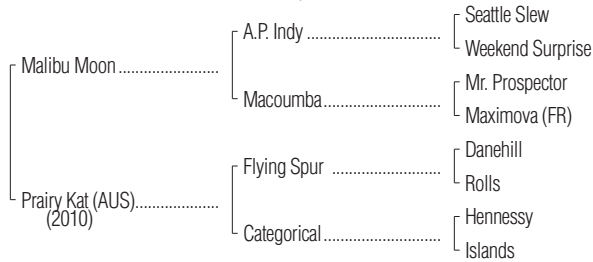 Seattle Slew
A.P. Indy ..............................
Weekend Surprise
Malibu Moon ......................
Mr. Prospector
Macoumba..........................
Maximova (FR)
Danehill
Flying Spur ........................
Rolls
Prairy Kat (AUS)..................
(2010)
Hennessy
Categorical..........................
Islands